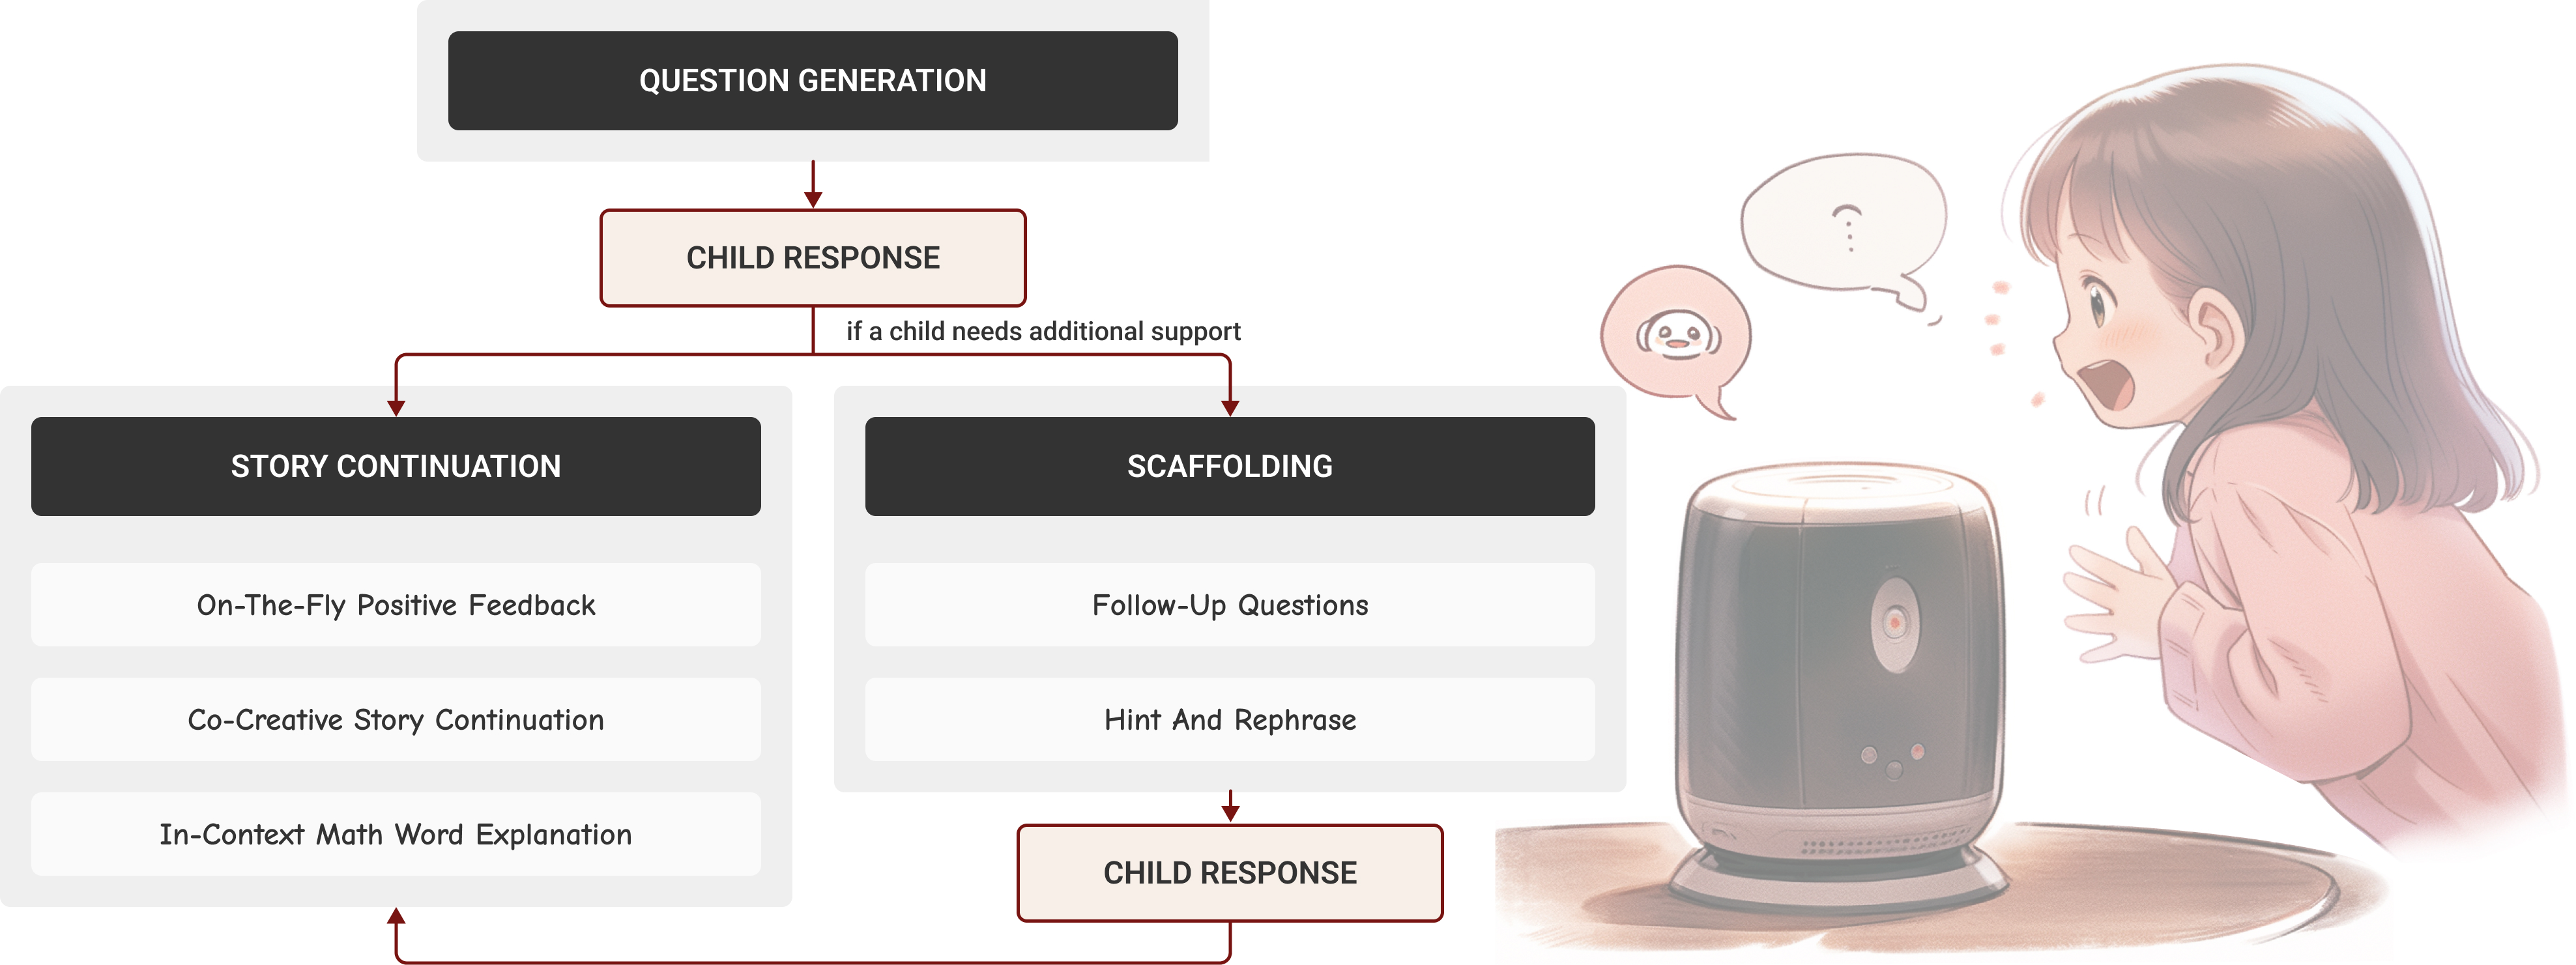 QUESTION GENERATION
CHILD RESPONSE
if a child needs additional support
STORY CONTINUATION
On-The-Fly Positive Feedback
Co-Creative Story Continuation
In-Context Math Word Explanation
SCAFFOLDING
Follow-Up Questions
Hint And Rephrase
CHILD RESPONSE